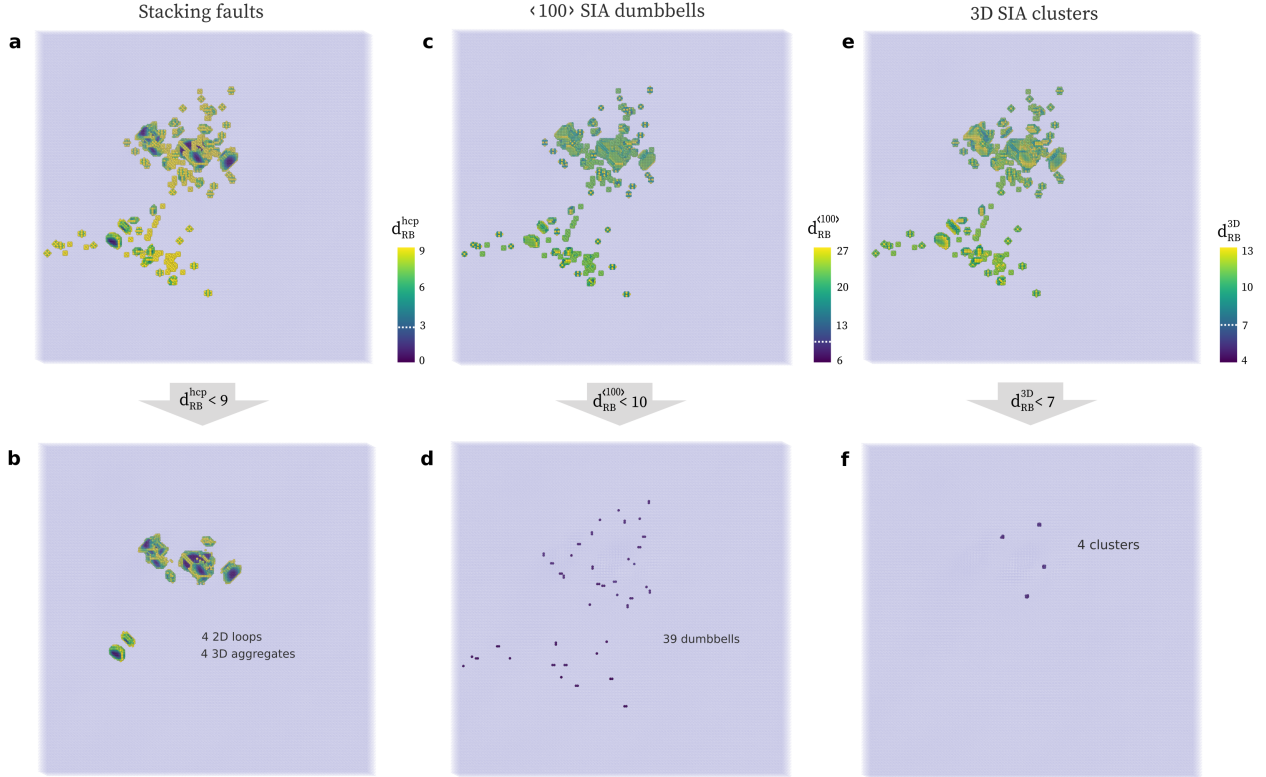 Stacking faults
⟨100⟩ SIA dumbbells
3D SIA clusters
a
c
e
d_RB^hcp
9
6
3
0
d_RB^⟨100⟩
27
20
13
6
d_RB^3D
13
10
7
4
d_RB^hcp < 9
d_RB^⟨100⟩ < 10
d_RB^3D < 7
b
d
f
4 2D loops
4 3D aggregates
39 dumbbells
4 clusters